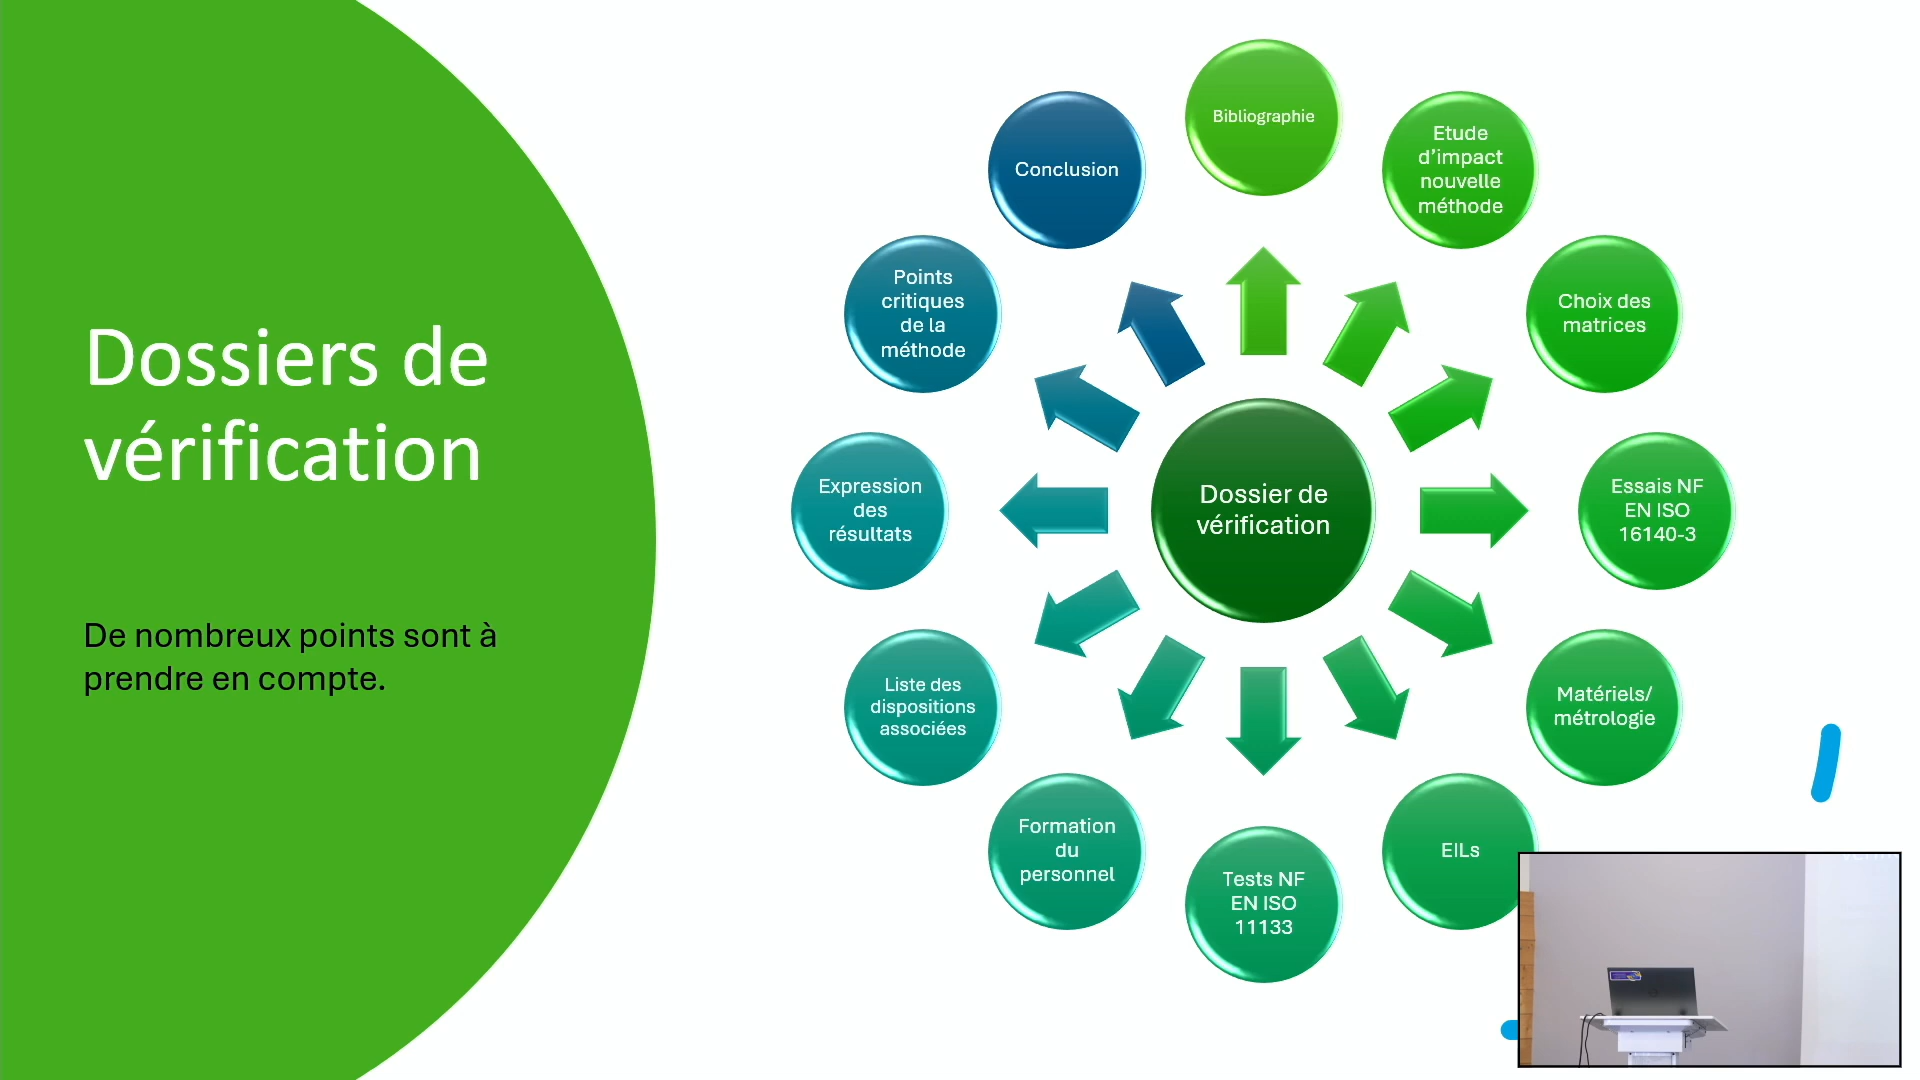 Dossiers de
vérification
De nombreux points sont à
prendre en compte.
Bibliographie
Etude
d’impact
nouvelle
méthode
Choix des
matrices
Essais NF
EN ISO
16140-3
Matériels/
métrologie
EILs
Tests NF
EN ISO
11133
Formation
du
personnel
Liste des
dispositions
associées
Expression
des
résultats
Points
critiques
de la
méthode
Conclusion
Dossier de
vérification